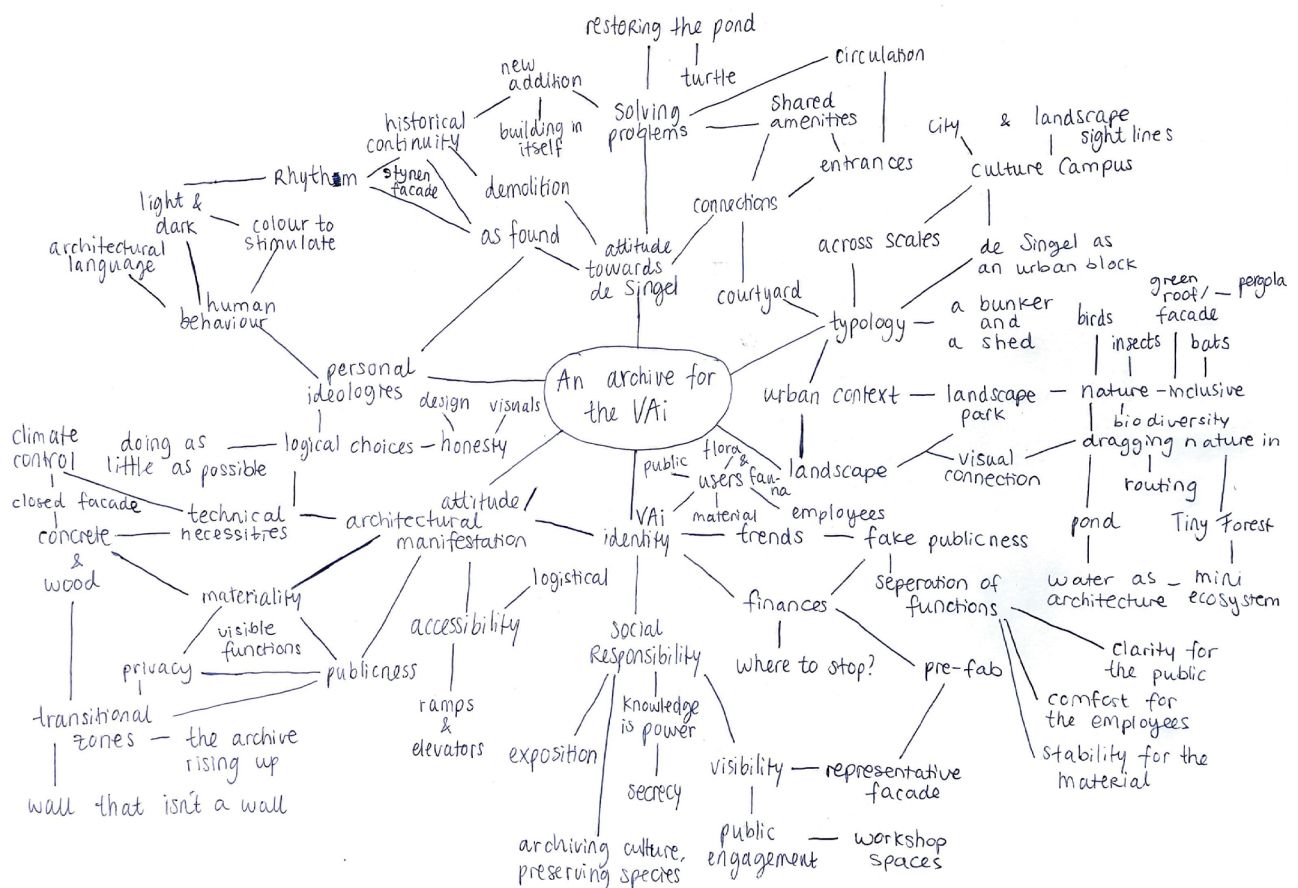 restoring the pond
turtle
circulation
new
addition
building in
itself
solving
problems
shared
amenities
entrances
city & landscape
sight lines
culture campus
historical
continuity
stynen
facade
demolition
Rhythm
light &
dark
colour to
stimulate
architectural
language
human
behaviour
as found
attitude
towards
de Singel
connections
courtyard
across scales
de Singel as
an urban block
typology
a bunker
and
a shed
green
roof/
facade
pergola
birds
insects
bats
An archive for
the VAi
personal
ideologies
design
visuals
logical choices
honesty
doing as
little as possible
climate
control
closed facade
concrete
&
wood
technical
necessities
attitude/
architectural
manifestation
urban context
landscape
park
nature-inclusive
biodiversity
dragging nature in
landscape
visual
connection
routing
pond
Tiny Forest
water as
architecture
mini
ecosystem
flora
&
fau-
na
public
users
material
employees
VAi
identity
trends
fake publicness
seperation of
functions
finances
where to stop?
pre-fab
clarity for
the public
comfort for
the employees
stability for the
material
materiality
visible
functions
privacy
publicness
transitional
zones
the archive
rising up
wall that isn't a wall
logistical
accessibility
ramps
&
elevators
social
Responsibility
exposition
knowledge
is power
secrecy
archiving culture,
preserving species
visibility
representative
facade
public
engagement
workshop
spaces